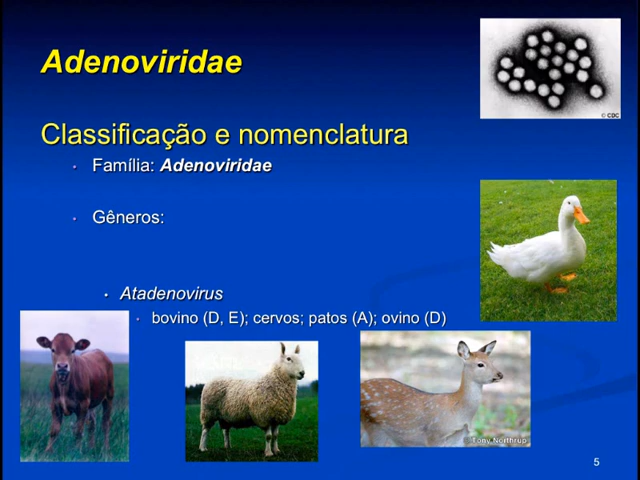 Adenoviridae
© CDC
Classificação e nomenclatura
Família: Adenoviridae
Gêneros:
Atadenovirus
bovino (D, E); cervos; patos (A); ovino (D)
Tony Northrup
5